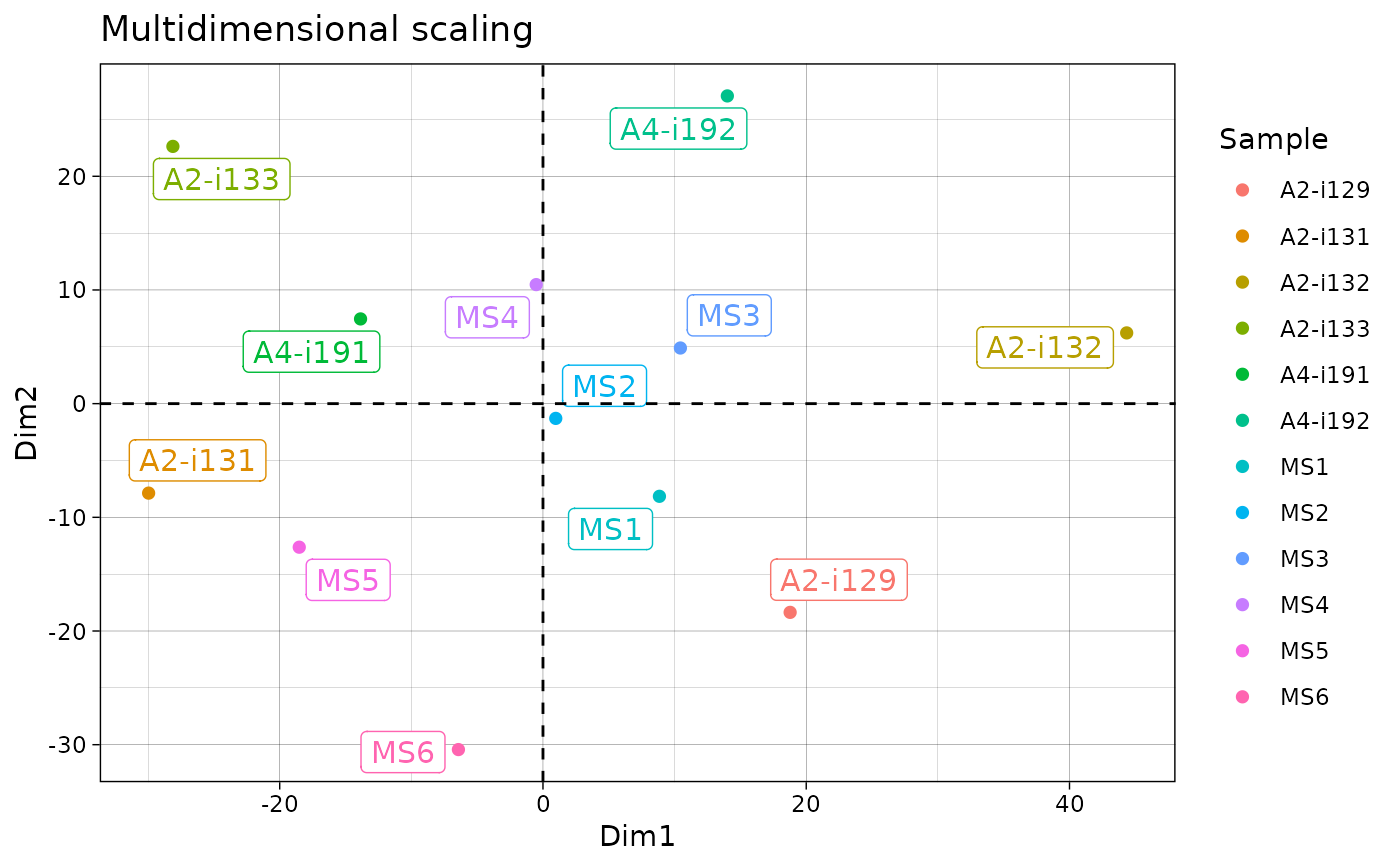 Multidimensional scaling
A4-i192
A2-i133
MS4
MS3
A4-i191
A2-i132
MS2
A2-i131
MS1
MS5
A2-i129
MS6
20
10
0
-10
-20
-30
Dim2
-20
0
20
40
Dim1
Sample
A2-i129
A2-i131
A2-i132
A2-i133
A4-i191
A4-i192
MS1
MS2
MS3
MS4
MS5
MS6